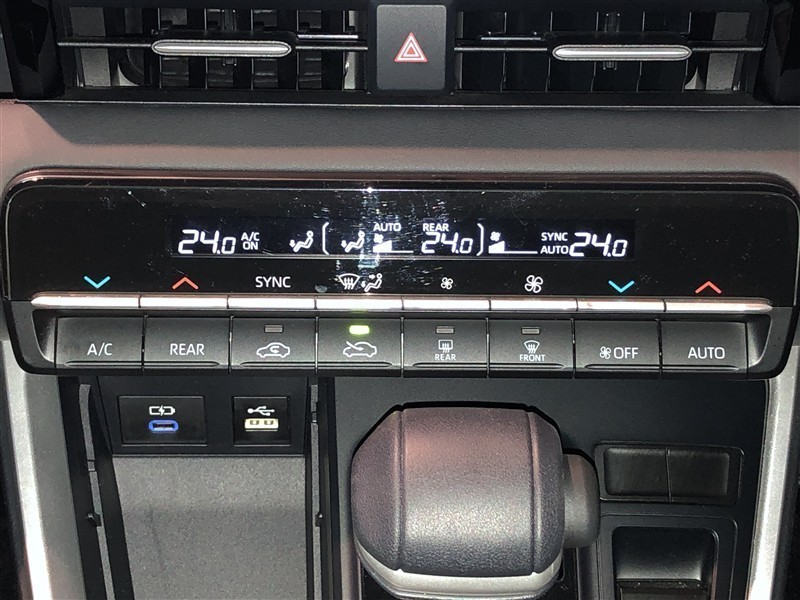 AUTO REAR SYNC
24.0 A/C ON 24.0 AUTO 24.0
SYNC
A/C REAR REAR FRONT OFF AUTO